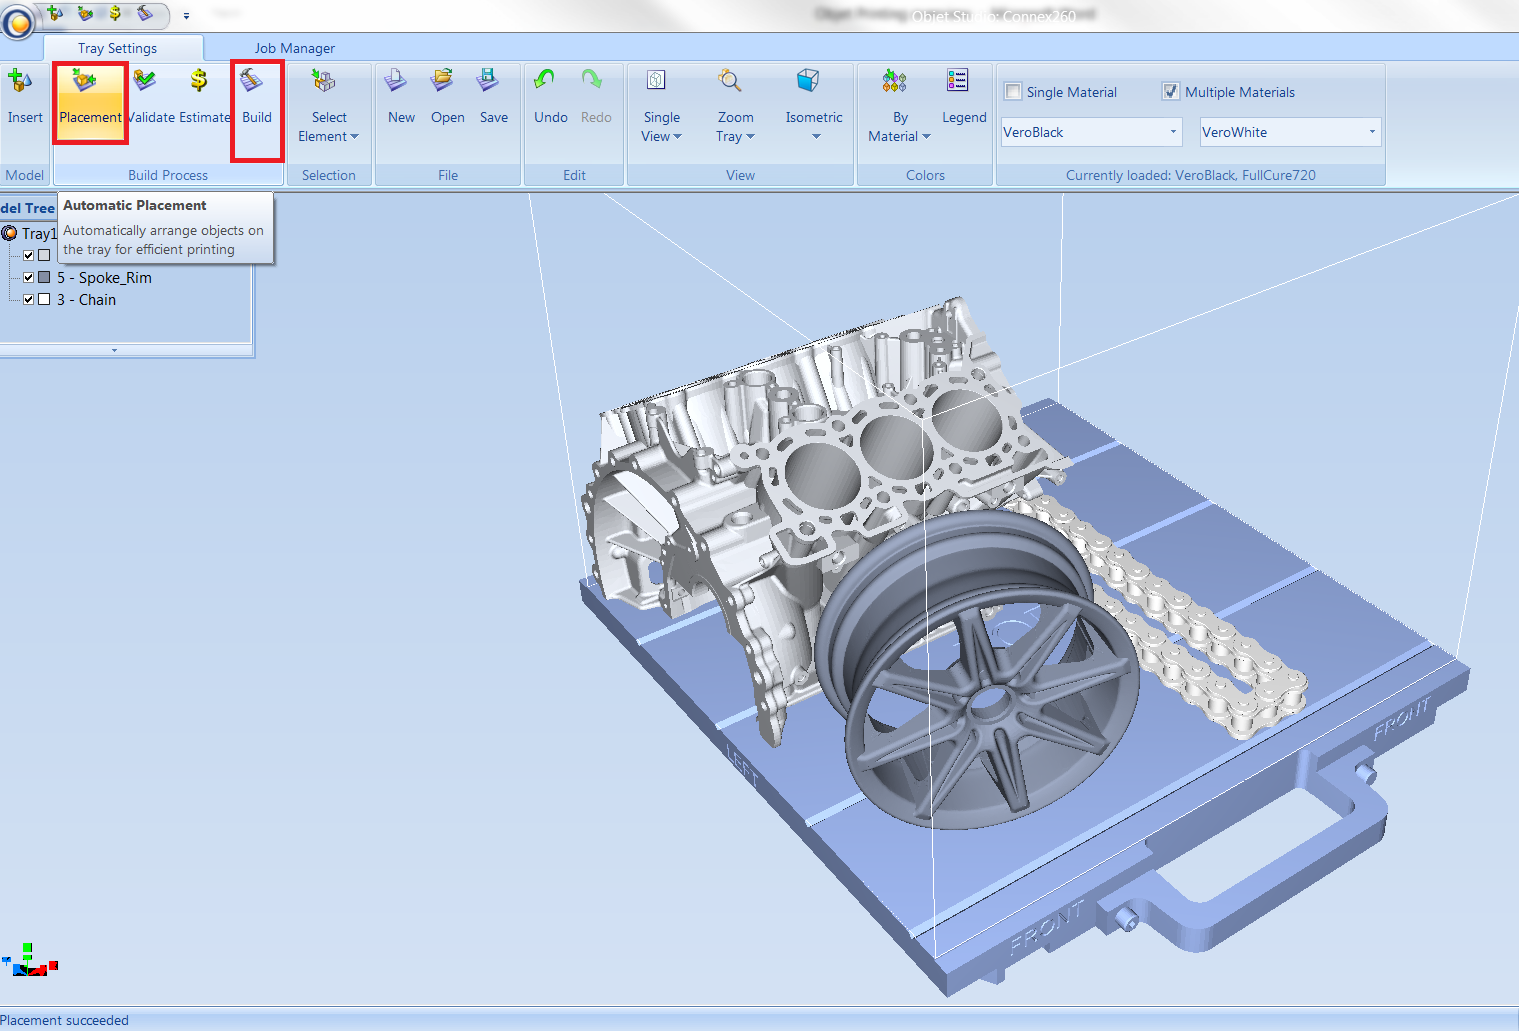 Objet Studio: Connex260
Tray Settings
Job Manager
Insert
Placement
Validate
Estimate
Build
Select
Element
New
Open
Save
Undo
Redo
Single
View
Zoom
Tray
Isometric
By
Material
Legend
Single Material
Multiple Materials
VeroBlack
VeroWhite
Model
Build Process
Selection
File
Edit
View
Colors
Currently loaded: VeroBlack, FullCure720
del Tree
Automatic Placement
Automatically arrange objects on
the tray for efficient printing
Tray1
5 - Spoke_Rim
3 - Chain
LEFT
FRONT
FRONT
Placement succeeded